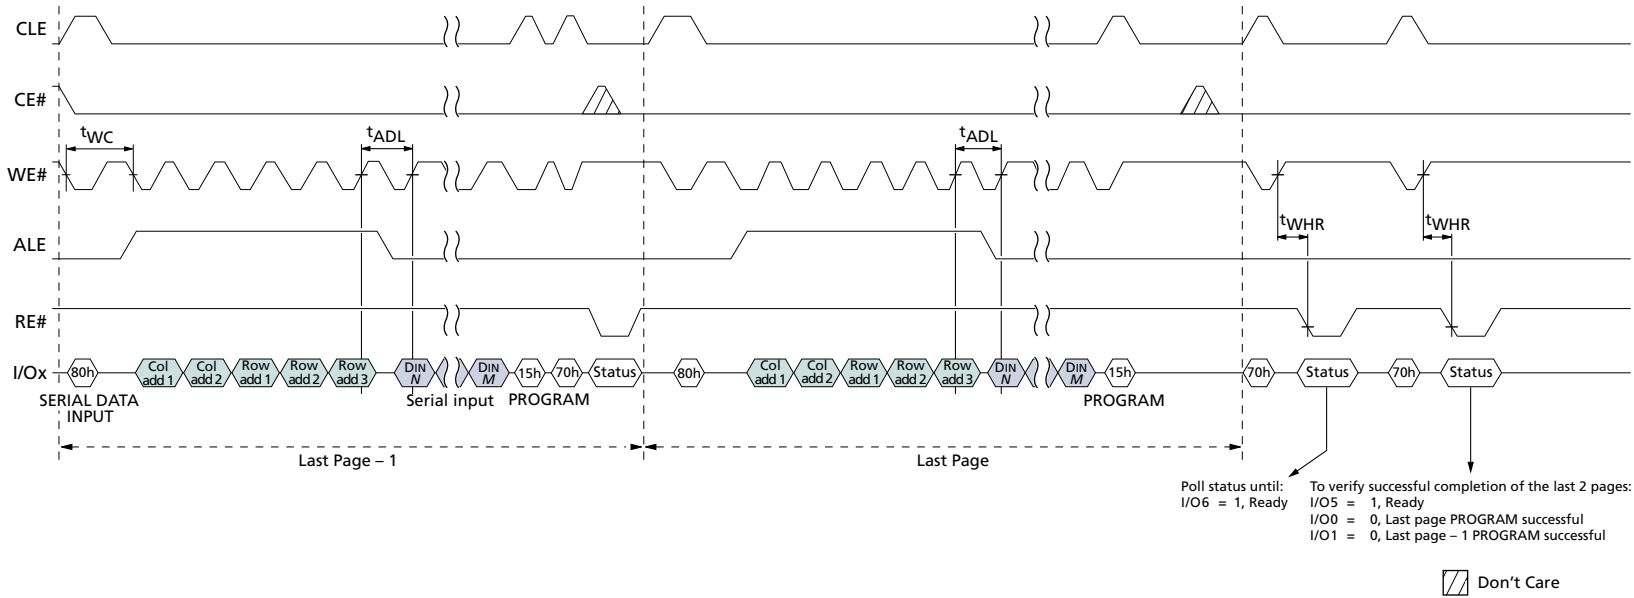 CLE
CE#
tWC
tADL
tADL
WE#
ALE
tWHR
tWHR
RE#
I/Ox
80h
Col add 1
Col add 2
Row add 1
Row add 2
Row add 3
DIN N
DIN M
15h
70h
Status
80h
Col add 1
Col add 2
Row add 1
Row add 2
Row add 3
DIN N
DIN M
15h
70h
Status
70h
Status
SERIAL DATA
INPUT
Serial input
PROGRAM
PROGRAM
Last Page – 1
Last Page
Poll status until:
I/O6 = 1, Ready
To verify successful completion of the last 2 pages:
I/O5 = 1, Ready
I/O0 = 0, Last page PROGRAM successful
I/O1 = 0, Last page – 1 PROGRAM successful
Don't Care